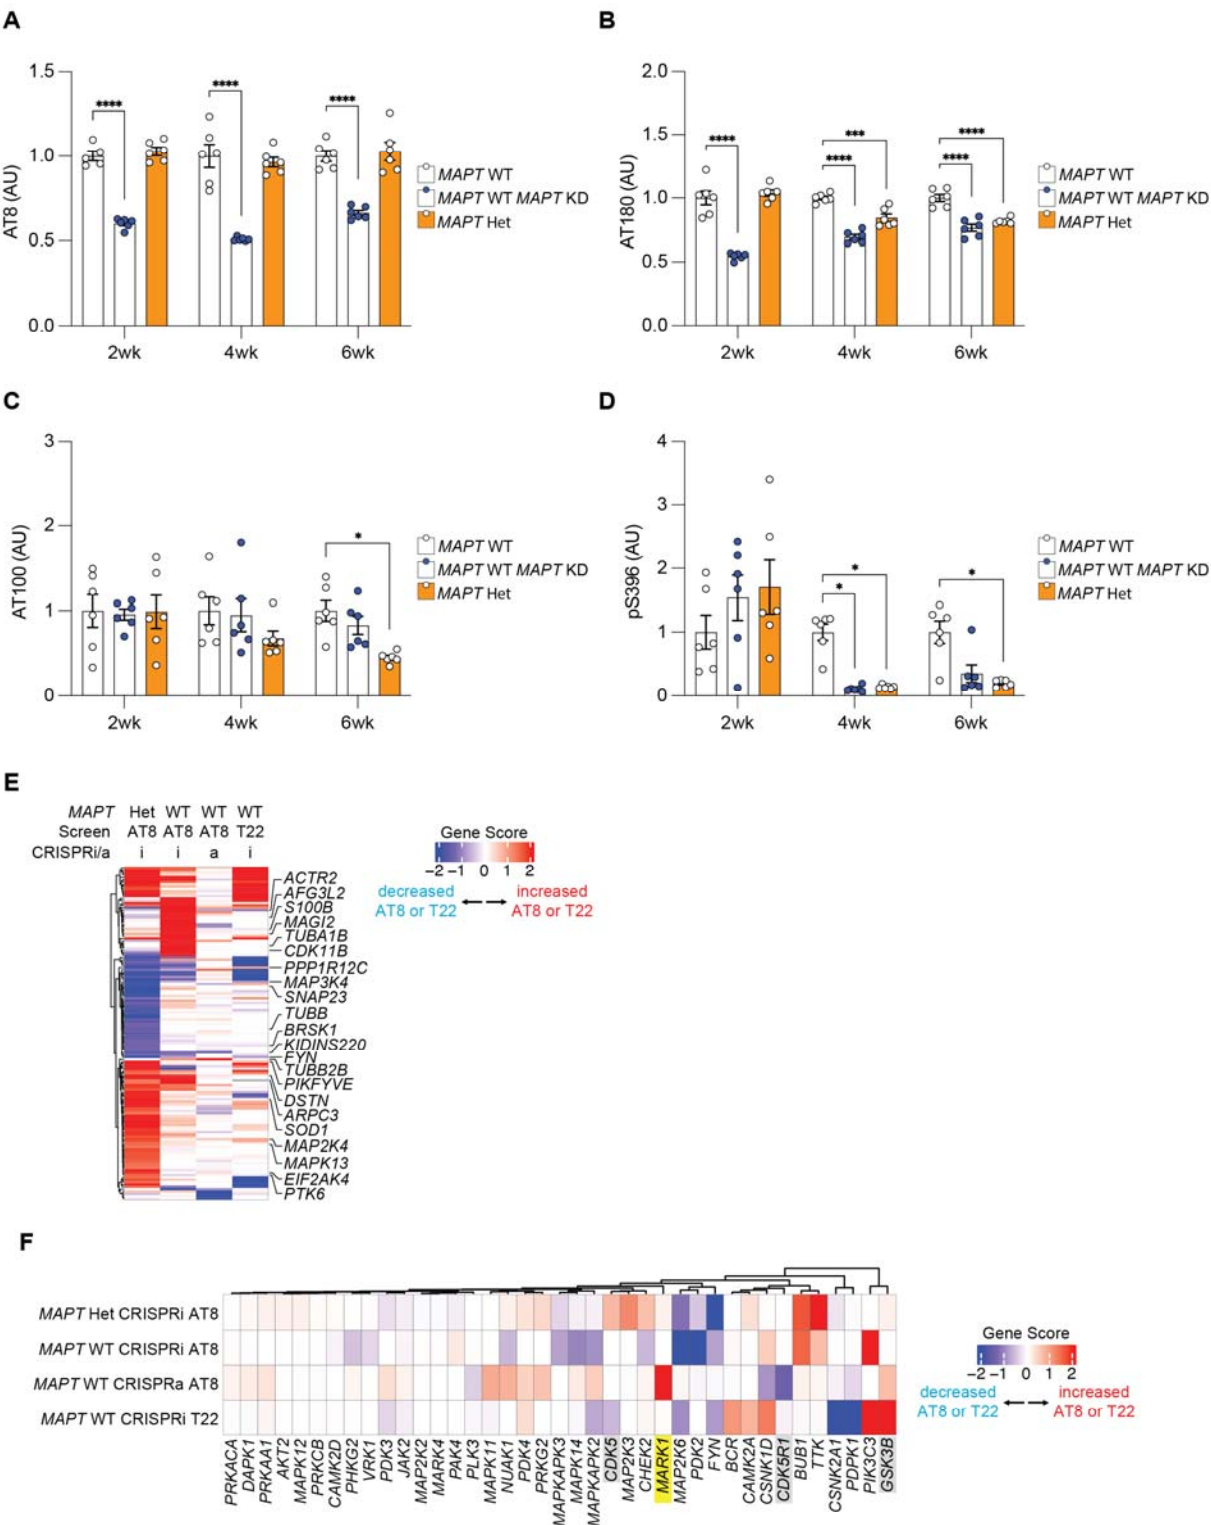 A
1.5
1.0
0.5
0.0
AT8 (AU)
****
****
****
2wk
4wk
6wk
MAPT WT
MAPT WT MAPT KD
MAPT Het
B
2.0
1.5
1.0
0.5
0.0
AT180 (AU)
****
***
****
****
****
2wk
4wk
6wk
MAPT WT
MAPT WT MAPT KD
MAPT Het
C
3
2
1
0
AT100 (AU)
*
2wk
4wk
6wk
MAPT WT
MAPT WT MAPT KD
MAPT Het
D
4
3
2
1
0
pS396 (AU)
*
*
*
2wk
4wk
6wk
MAPT WT
MAPT WT MAPT KD
MAPT Het
E
MAPT Het WT WT WT
Screen AT8 AT8 AT8 T22
CRISPRi/a i i a i
ACTR2
AFG3L2
S100B
MAGI2
TUBA1B
CDK11B
PPP1R12C
MAP3K4
SNAP23
TUBB
BRSK1
KIDINS220
FYN
TUBB2B
PIKFYVE
DSTN
ARPC3
SOD1
MAP2K4
MAPK13
EIF2AK4
PTK6
Gene Score
−2 −1 0 1 2
decreased increased
AT8 or T22 AT8 or T22
F
MAPT Het CRISPRi AT8
MAPT WT CRISPRi AT8
MAPT WT CRISPRa AT8
MAPT WT CRISPRi T22
PRKACA
DAPK1
PRKAA1
AKT2
MAPK12
PRKCB
CAMK2D
PHKG2
VRK1
PDK3
JAK2
MAP2K2
MARK4
PAK4
PLK3
MAPK11
NUAK1
PDK4
PRKG2
MAPKAPK3
MAPK14
MAPKAPK2
CDK5
MAP2K3
CHEK2
MARK1
MAP2K6
PDK2
FYN
BCR
CAMK2A
CSNK1D
CDK5R1
BUB1
TTK
CSNK2A1
PDPK1
PIK3C3
GSK3B
Gene Score
−2 −1 0 1 2
decreased increased
AT8 or T22 AT8 or T22